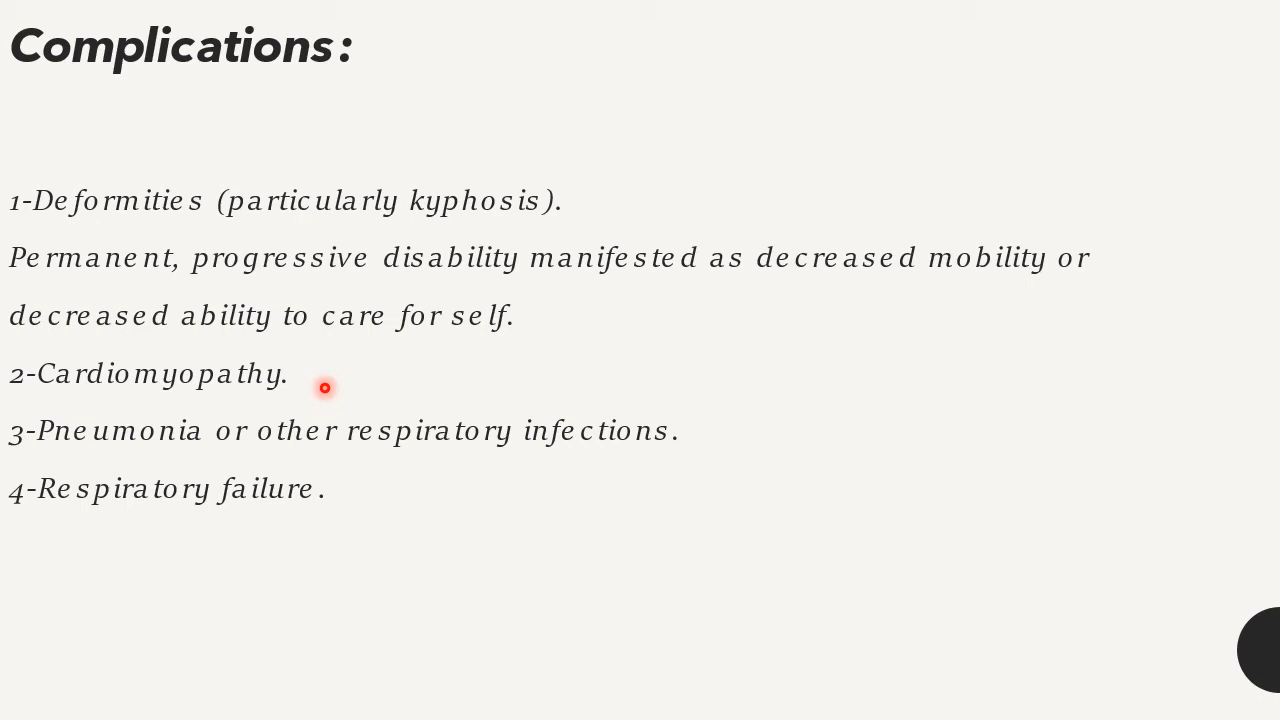 Complications:
1-Deformities (particularly kyphosis).
Permanent, progressive disability manifested as decreased mobility or
decreased ability to care for self.
2-Cardiomyopathy.
3-Pneumonia or other respiratory infections.
4-Respiratory failure.